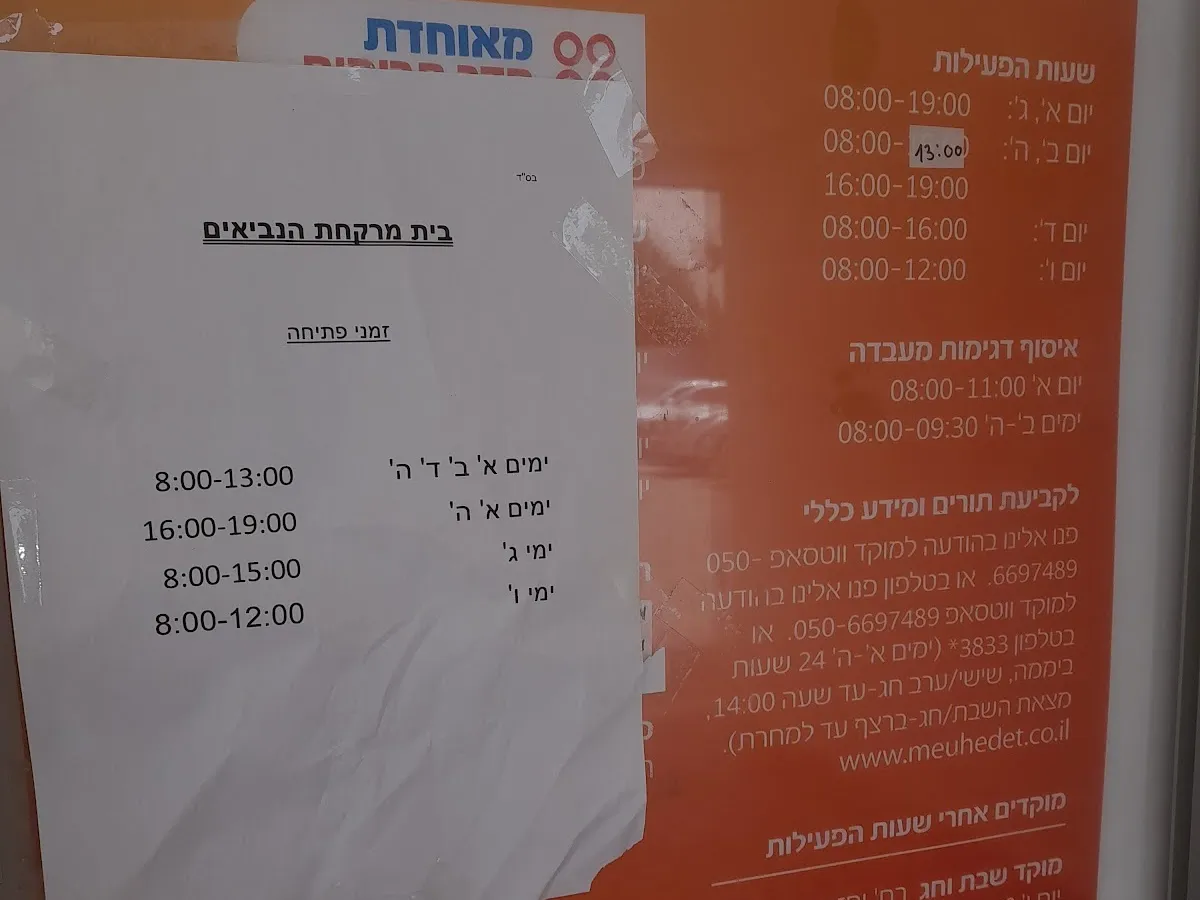 מאוחדת
בס"ד
בית מרקחת הנביאים
זמני פתיחה
ימים א' ב' ד' ה' 8:00-13:00
ימים א' ה' 16:00-19:00
ימי ג' 8:00-15:00
ימי ו' 8:00-12:00
שעות הפעילות
יום א', ג': 08:00-19:00
יום ב', ה': 08:00-13:00
16:00-19:00
יום ד': 08:00-16:00
יום ו': 08:00-12:00
איסוף דגימות מעבדה
יום א' 08:00-11:00
ימים ב'-ה' 08:00-09:30
לקביעת תורים ומידע כללי
פנו אלינו בהודעה למוקד ווטסאפ 050-
6697489. או בטלפון פנו אלינו בהודעה
למוקד ווטסאפ 050-6697489. או
בטלפון 3833* (ימים א'-ה' 24 שעות
ביממה, שישי/ערב חג-עד שעה 14:00,
מצאת השבת/חג-ברצף עד למחרת).
www.meuhedet.co.il
מוקדים אחרי שעות הפעילות
מוקד שבת וחג